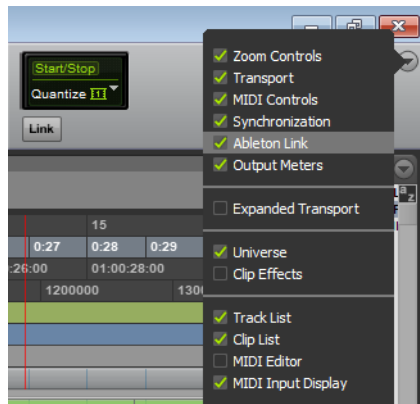 Start/Stop
Quantize
Link
Zoom Controls
Transport
MIDI Controls
Synchronization
Ableton Link
Output Meters
Expanded Transport
Universe
Clip Effects
Track List
Clip List
MIDI Editor
MIDI Input Display
a
z
15
0:27 0:28 0:29
:26:00 01:00:28:00
1200000 130